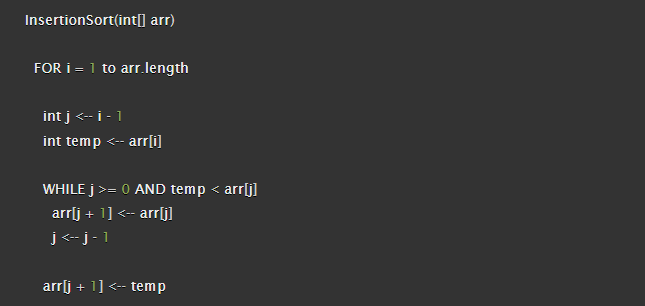 InsertionSort(int[] arr)
FOR i = 1 to arr.length
int j <-- i - 1
int temp <-- arr[i]
WHILE j >= 0 AND temp < arr[j]
arr[j + 1] <-- arr[j]
j <-- j - 1
arr[j + 1] <-- temp